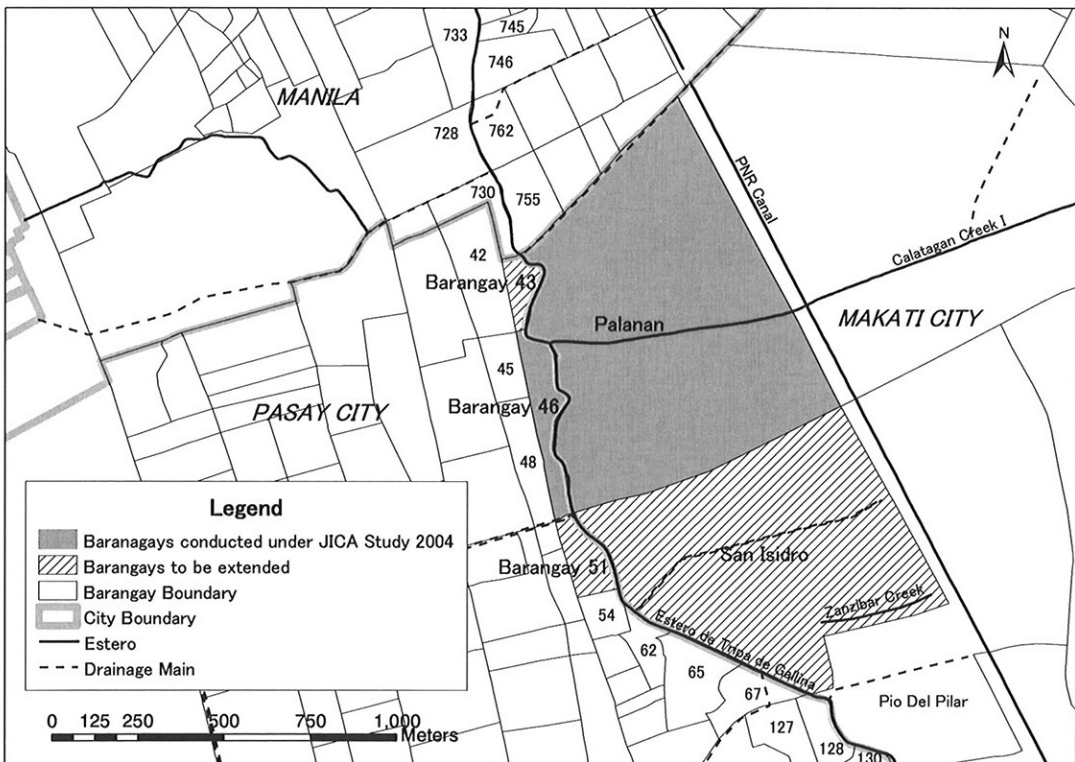 733
745
746
N
MANILA
728
762
PNR Canal
730
755
42
Calatagan Creek I
Barangay 43
Palanan
MAKATI CITY
45
PASAY CITY
Barangay 46
48
Legend
Baranagays conducted under JICA Study 2004
Barangays to be extended
Barangay Boundary
City Boundary
Estero
Drainage Main
0 125 250 500 750 1,000
Meters
Barangay 51
San Isidro
Zanzibar Creek
54
Estero de Tripa de Gallina
62
65
67
Pio Del Pilar
127
128
130